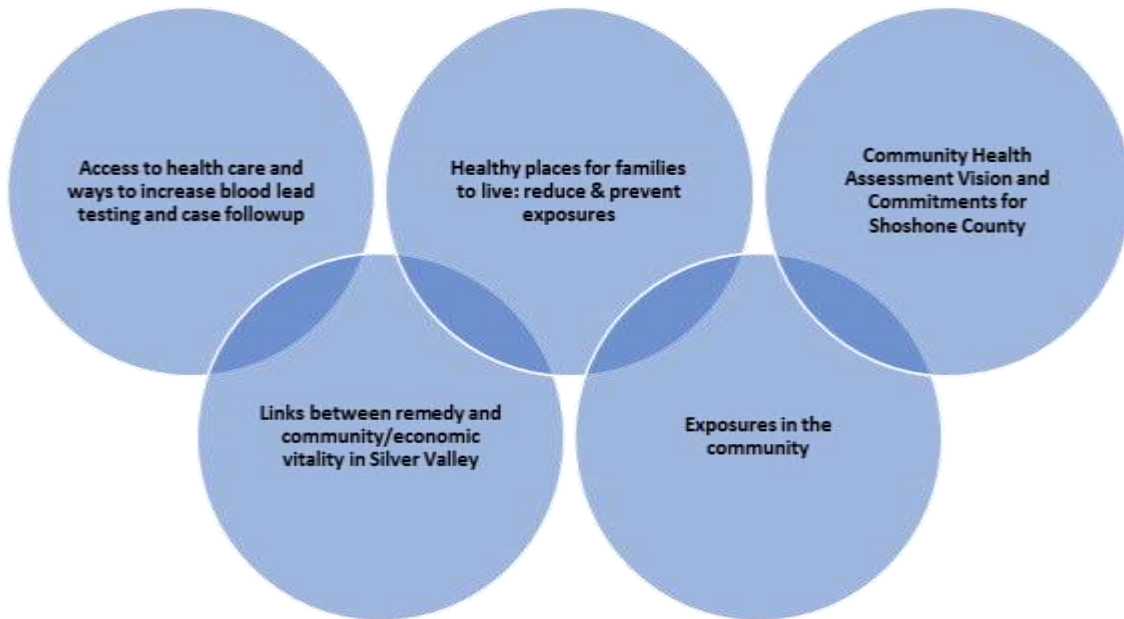 Access to health care and
ways to increase blood lead
testing and case followup
Healthy places for families
to live: reduce & prevent
exposures
Community Health
Assessment Vision and
Commitments for
Shoshone County
Links between remedy and
community/economic
vitality in Silver Valley
Exposures in the
community